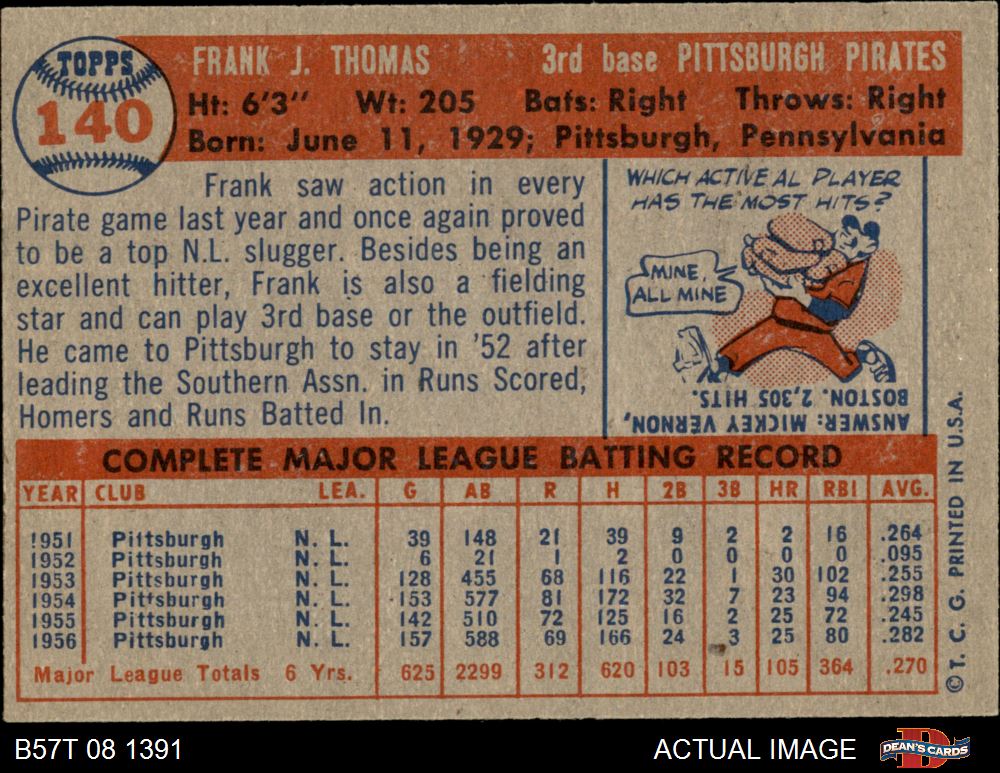 TOPPS
140
FRANK J. THOMAS 3rd base PITTSBURGH PIRATES
Ht: 6'3" Wt: 205 Bats: Right Throws: Right
Born: June 11, 1929; Pittsburgh, Pennsylvania
Frank saw action in every
Pirate game last year and once again proved
to be a top N.L. slugger. Besides being an
excellent hitter, Frank is also a fielding
star and can play 3rd base or the outfield.
He came to Pittsburgh to stay in '52 after
leading the Southern Assn. in Runs Scored,
Homers and Runs Batted In.
WHICH ACTIVE AL PLAYER
HAS THE MOST HITS?
MINE,
ALL MINE
ANSWER: MICKEY VERNON,
BOSTON. 2,305 HITS.
COMPLETE MAJOR LEAGUE BATTING RECORD
YEAR CLUB LEA. G AB R H 2B 3B HR RBI AVG.
1951 Pittsburgh N. L. 39 148 21 39 9 2 2 16 .264
1952 Pittsburgh N. L. 6 21 1 2 0 0 0 0 .095
1953 Pittsburgh N. L. 128 455 68 116 22 1 30 102 .255
1954 Pittsburgh N. L. 153 577 81 172 32 7 23 94 .298
1955 Pittsburgh N. L. 142 510 72 125 16 2 25 72 .245
1956 Pittsburgh N. L. 157 588 69 166 24 3 25 80 .282
Major League Totals 6 Yrs. 625 2299 312 620 103 15 105 364 .270
© T. C. G. PRINTED IN U.S.A.
B57T 08 1391 ACTUAL IMAGE
DEAN'S CARDS